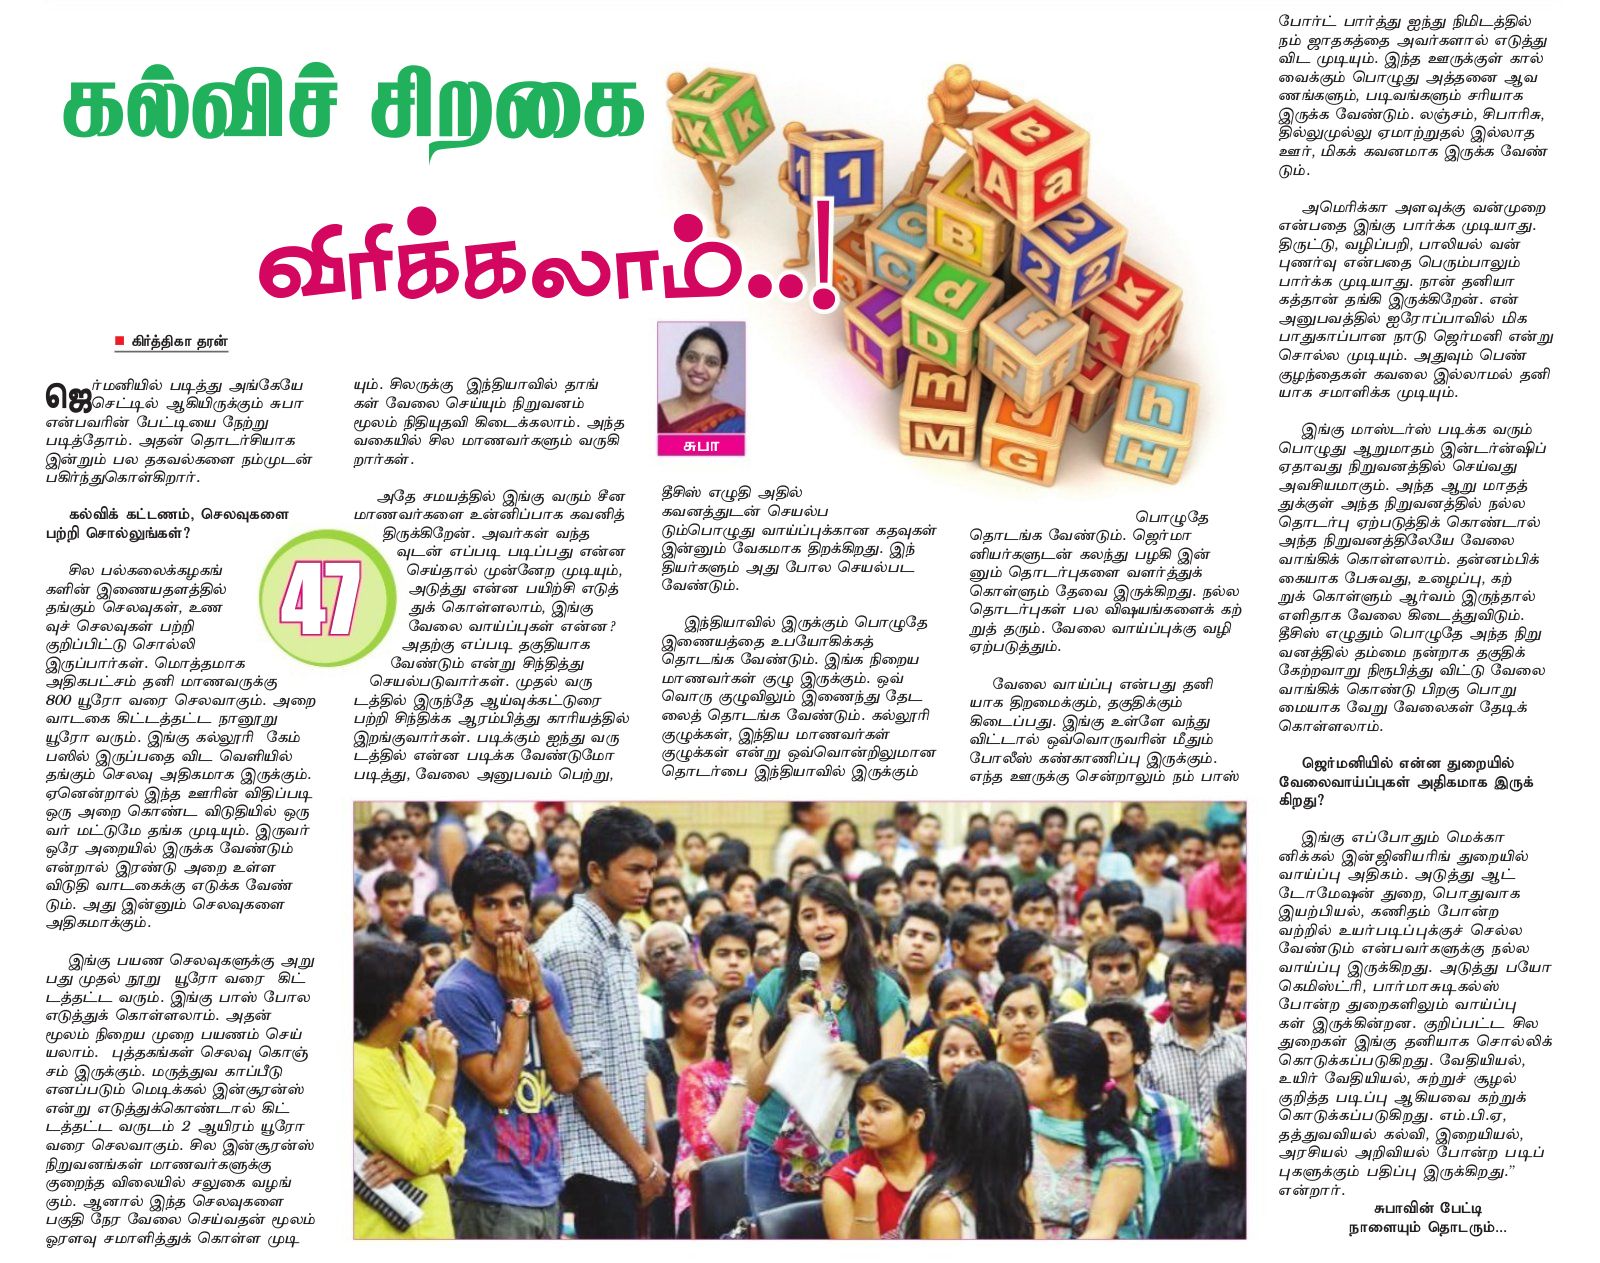 கல்விச் சிறகை
விரிக்கலாம்..!
■ கிர்த்திகா தரன்
ஜெர்மனியில் படித்து அங்கேயே
செட்டில் ஆகியிருக்கும் சுபா
என்பவரின் பேட்டியை நேற்று
படித்தோம். அதன் தொடர்சியாக
இன்றும் பல தகவல்களை நம்முடன்
பகிர்ந்துகொள்கிறார்.
கல்விக் கட்டணம், செலவுகளை
பற்றி சொல்லுங்கள்?
சில பல்கலைக்கழகங்
களின் இணையதளத்தில்
தங்கும் செலவுகள், உண
வுச் செலவுகள் பற்றி
குறிப்பிட்டு சொல்லி
இருப்பார்கள். மொத்தமாக
அதிகபட்சம் தனி மாணவருக்கு
800 யூரோ வரை செலவாகும். அறை
வாடகை கிட்டத்தட்ட நானூறு
யூரோ வரும். இங்கு கல்லூரி கேம்
பஸில் இருப்பதை விட வெளியில்
தங்கும் செலவு அதிகமாக இருக்கும்.
ஏனென்றால் இந்த ஊரின் விதிப்படி
ஒரு அறை கொண்ட விடுதியில் ஒரு
வர் மட்டுமே தங்க முடியும். இருவர்
ஒரே அறையில் இருக்க வேண்டும்
என்றால் இரண்டு அறை உள்ள
விடுதி வாடகைக்கு எடுக்க வேண்
டும். அது இன்னும் செலவுகளை
அதிகமாக்கும்.
இங்கு பயண செலவுகளுக்கு அறு
பது முதல் நூறு யூரோ வரை கிட்
டத்தட்ட வரும். இங்கு பாஸ் போல
எடுத்துக் கொள்ளலாம். அதன்
மூலம் நிறைய முறை பயணம் செய்
யலாம். புத்தகங்கள் செலவு கொஞ்
சம் இருக்கும். மருத்துவ காப்பீடு
எனப்படும் மெடிக்கல் இன்சூரன்ஸ்
என்று எடுத்துக்கொண்டால் கிட்
டத்தட்ட வருடம் 2 ஆயிரம் யூரோ
வரை செலவாகும். சில இன்சூரன்ஸ்
நிறுவனங்கள் மாணவர்களுக்கு
குறைந்த விலையில் சலுகை வழங்
கும். ஆனால் இந்த செலவுகளை
பகுதி நேர வேலை செய்வதன் மூலம்
ஓரளவு சமாளித்துக் கொள்ள முடி
யும். சிலருக்கு இந்தியாவில் தாங்
கள் வேலை செய்யும் நிறுவனம்
மூலம் நிதியுதவி கிடைக்கலாம். அந்த
வகையில் சில மாணவர்களும் வருகி
றார்கள்.
அதே சமயத்தில் இங்கு வரும் சீன
மாணவர்களை உன்னிப்பாக கவனித்
திருக்கிறேன். அவர்கள் வந்த
வுடன் எப்படி படிப்பது என்ன
செய்தால் முன்னேற முடியும்,
அடுத்து என்ன பயிற்சி எடுத்
துக் கொள்ளலாம், இங்கு
வேலை வாய்ப்புகள் என்ன?
அதற்கு எப்படி தகுதியாக
வேண்டும் என்று சிந்தித்து
செயல்படுவார்கள். முதல் வரு
டத்தில் இருந்தே ஆய்வுக்கட்டுரை
பற்றி சிந்திக்க ஆரம்பித்து காரியத்தில்
இறங்குவார்கள். படிக்கும் ஐந்து வரு
டத்தில் என்ன படிக்க வேண்டுமோ
படித்து, வேலை அனுபவம் பெற்று,
47
சுபா
தீசிஸ் எழுதி அதில்
கவனத்துடன் செயல்ப
டும்பொழுது வாய்ப்புக்கான கதவுகள்
இன்னும் வேகமாக திறக்கிறது. இந்
தியர்களும் அது போல செயல்பட
வேண்டும்.
இந்தியாவில் இருக்கும் பொழுதே
இணையத்தை உபயோகிக்கத்
தொடங்க வேண்டும். இங்க நிறைய
மாணவர்கள் குழு இருக்கும். ஒவ்
வொரு குழுவிலும் இணைந்து தேட
லைத் தொடங்க வேண்டும். கல்லூரி
குழுக்கள், இந்திய மாணவர்கள்
குழுக்கள் என்று ஒவ்வொன்றிலுமான
தொடர்பை இந்தியாவில் இருக்கும்
பொழுதே
தொடங்க வேண்டும். ஜெர்மா
னியர்களுடன் கலந்து பழகி இன்
னும் தொடர்புகளை வளர்த்துக்
கொள்ளும் தேவை இருக்கிறது. நல்ல
தொடர்புகள் பல விஷயங்களைக் கற்
றுத் தரும். வேலை வாய்ப்புக்கு வழி
ஏற்படுத்தும்.
வேலை வாய்ப்பு என்பது தனி
யாக திறமைக்கும், தகுதிக்கும்
கிடைப்பது. இங்கு உள்ளே வந்து
விட்டால் ஒவ்வொருவரின் மீதும்
போலீஸ் கண்காணிப்பு இருக்கும்.
எந்த ஊருக்கு சென்றாலும் நம் பாஸ்
போர்ட் பார்த்து ஐந்து நிமிடத்தில்
நம் ஜாதகத்தை அவர்களால் எடுத்து
விட முடியும். இந்த ஊருக்குள் கால்
வைக்கும் பொழுது அத்தனை ஆவ
ணங்களும், படிவங்களும் சரியாக
இருக்க வேண்டும். லஞ்சம், சிபாரிசு,
தில்லுமுல்லு ஏமாற்றுதல் இல்லாத
ஊர், மிகக் கவனமாக இருக்க வேண்
டும்.
அமெரிக்கா அளவுக்கு வன்முறை
என்பதை இங்கு பார்க்க முடியாது.
திருட்டு, வழிப்பறி, பாலியல் வன்
புணர்வு என்பதை பெரும்பாலும்
பார்க்க முடியாது. நான் தனியா
கத்தான் தங்கி இருக்கிறேன். என்
அனுபவத்தில் ஐரோப்பாவில் மிக
பாதுகாப்பான நாடு ஜெர்மனி என்று
சொல்ல முடியும். அதுவும் பெண்
குழந்தைகள் கவலை இல்லாமல் தனி
யாக சமாளிக்க முடியும்.
இங்கு மாஸ்டர்ஸ் படிக்க வரும்
பொழுது ஆறுமாதம் இன்டர்ன்ஷிப்
ஏதாவது நிறுவனத்தில் செய்வது
அவசியமாகும். அந்த ஆறு மாதத்
துக்குள் அந்த நிறுவனத்தில் நல்ல
தொடர்பு ஏற்படுத்திக் கொண்டால்
அந்த நிறுவனத்திலேயே வேலை
வாங்கிக் கொள்ளலாம். தன்னம்பிக்
கையாக பேசுவது, உழைப்பு, கற்
றுக் கொள்ளும் ஆர்வம் இருந்தால்
எளிதாக வேலை கிடைத்துவிடும்.
தீசிஸ் எழுதும் பொழுதே அந்த நிறு
வனத்தில் தம்மை நன்றாக தகுதிக்
கேற்றவாறு நிரூபித்து விட்டு வேலை
வாங்கிக் கொண்டு பிறகு பொறு
மையாக வேறு வேலைகள் தேடிக்
கொள்ளலாம்.
ஜெர்மனியில் என்ன துறையில்
வேலைவாய்ப்புகள் அதிகமாக இருக்
கிறது?
இங்கு எப்போதும் மெக்கா
னிக்கல் இன்ஜினியரிங் துறையில்
வாய்ப்பு அதிகம். அடுத்து ஆட்
டோமேஷன் துறை, பொதுவாக
இயற்பியல், கணிதம் போன்ற
வற்றில் உயர்படிப்புக்குச் செல்ல
வேண்டும் என்பவர்களுக்கு நல்ல
வாய்ப்பு இருக்கிறது. அடுத்து பயோ
கெமிஸ்ட்ரி, பார்மாசுடிகல்ஸ்
போன்ற துறைகளிலும் வாய்ப்பு
கள் இருக்கின்றன. குறிப்பட்ட சில
துறைகள் இங்கு தனியாக சொல்லிக்
கொடுக்கப்படுகிறது. வேதியியல்,
உயிர் வேதியியல், சுற்றுச் சூழல்
குறித்த படிப்பு ஆகியவை கற்றுக்
கொடுக்கப்படுகிறது. எம்.பி.ஏ,
தத்துவவியல் கல்வி, இறையியல்,
அரசியல் அறிவியல் போன்ற படிப்
புகளுக்கும் பதிப்பு இருக்கிறது.”
என்றார்.
சுபாவின் பேட்டி
நாளையும் தொடரும்...